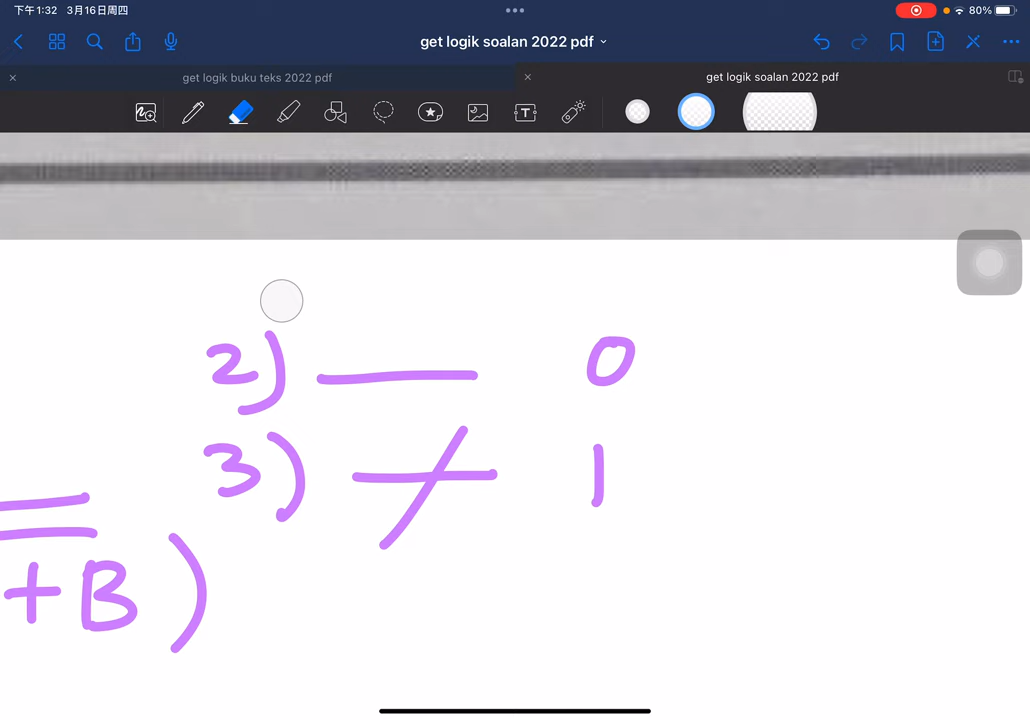 下午1:32 3月16日周四
80%
get logik soalan 2022 pdf
get logik buku teks 2022 pdf
get logik soalan 2022 pdf
T
2) — 0
3) 1
+B )